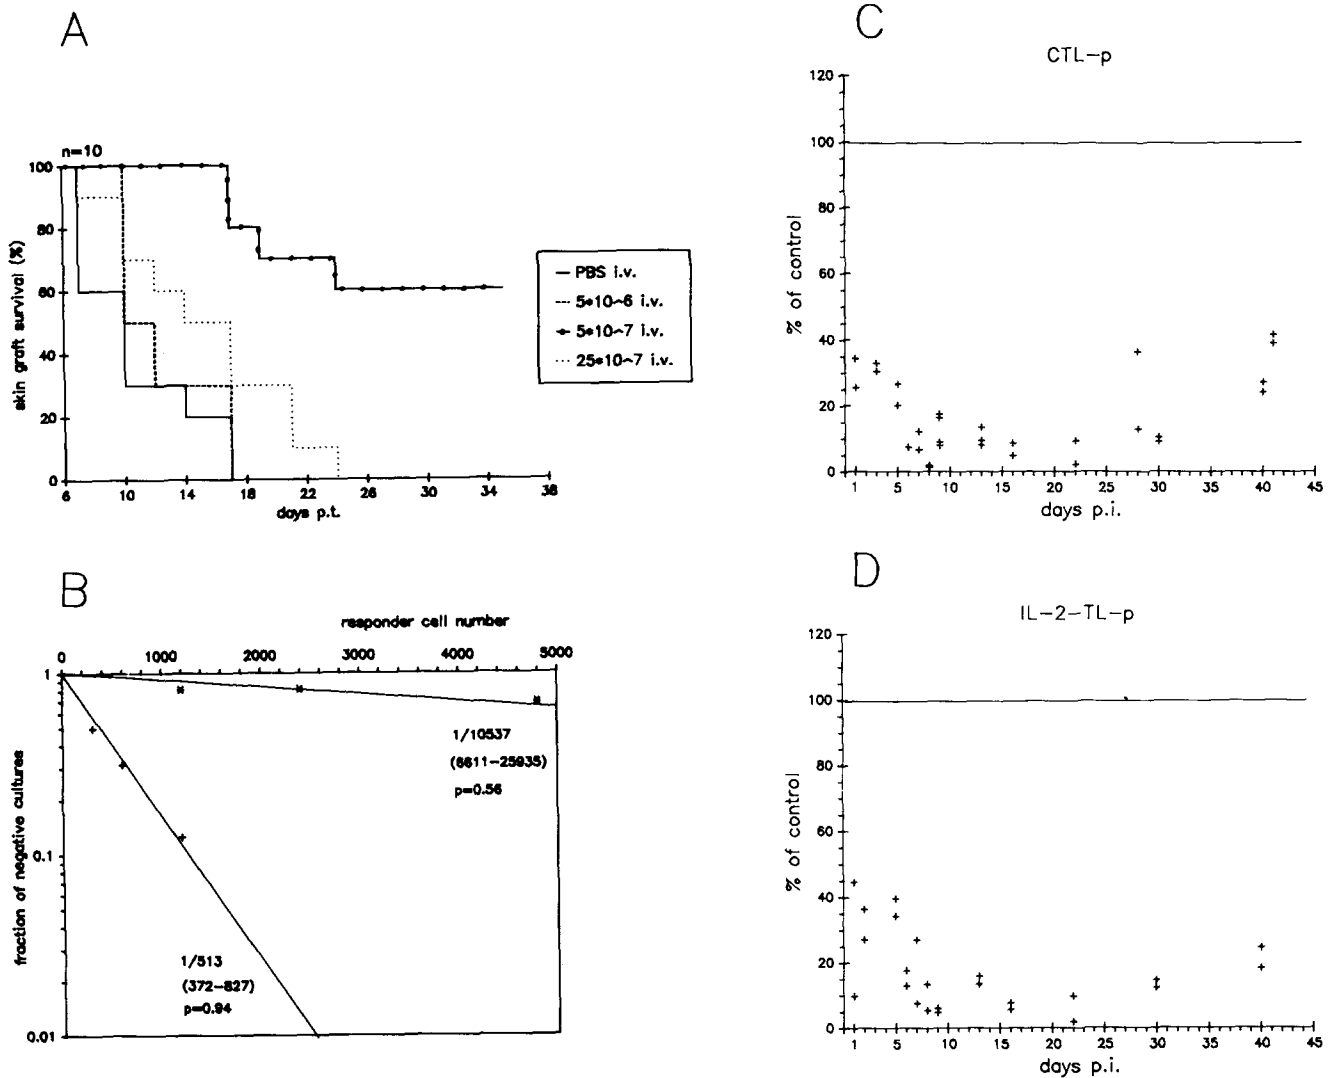 A
n=10
100
80
60
40
20
0
6
10
14
18
22
26
30
34
38
skin graft survival (%)
days p.t.
PBS i.v.
5*10^6 i.v.
5*10^7 i.v.
25*10^7 i.v.
B
responder cell number
0
1000
2000
3000
4000
5000
1
0.1
0.01
fraction of negative cultures
1/10537
(6611-25935)
p=0.56
1/513
(372-827)
p=0.94
C
CTL-p
120
100
80
60
40
20
0
% of control
1
5
10
15
20
25
30
35
40
45
days p.i.
D
IL-2-TL-p
120
100
80
60
40
20
0
% of control
1
5
10
15
20
25
30
35
40
45
days p.i.